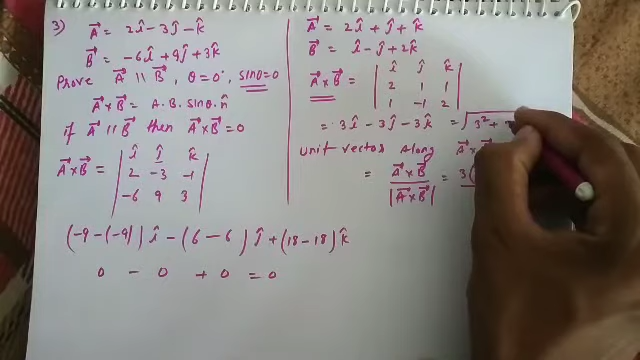 3) A⃗ = 2î - 3ĵ - k̂
B⃗ = -6î + 9ĵ + 3k̂
Prove A⃗ || B⃗, θ = 0°, sinθ = 0
A⃗ x B⃗ = A. B. sinθ. n̂
if A⃗ || B⃗ then A⃗ x B⃗ = 0
A⃗ x B⃗ = | î ĵ k̂ |
| 2 -3 -1 |
| -6 9 3 |
(-9 - (-9)) î - (6 - 6) ĵ + (18 - 18) k̂
0 - 0 + 0 = 0
A⃗ = 2î + ĵ + k̂
B⃗ = î - ĵ + 2k̂
A⃗ x B⃗ = | î ĵ k̂ |
| 2 1 1 |
| 1 -1 2 |
= 3î - 3ĵ - 3k̂ = √3² +
unit vector along A⃗ x
= A⃗ x B⃗ / |A⃗ x B⃗| = 3(